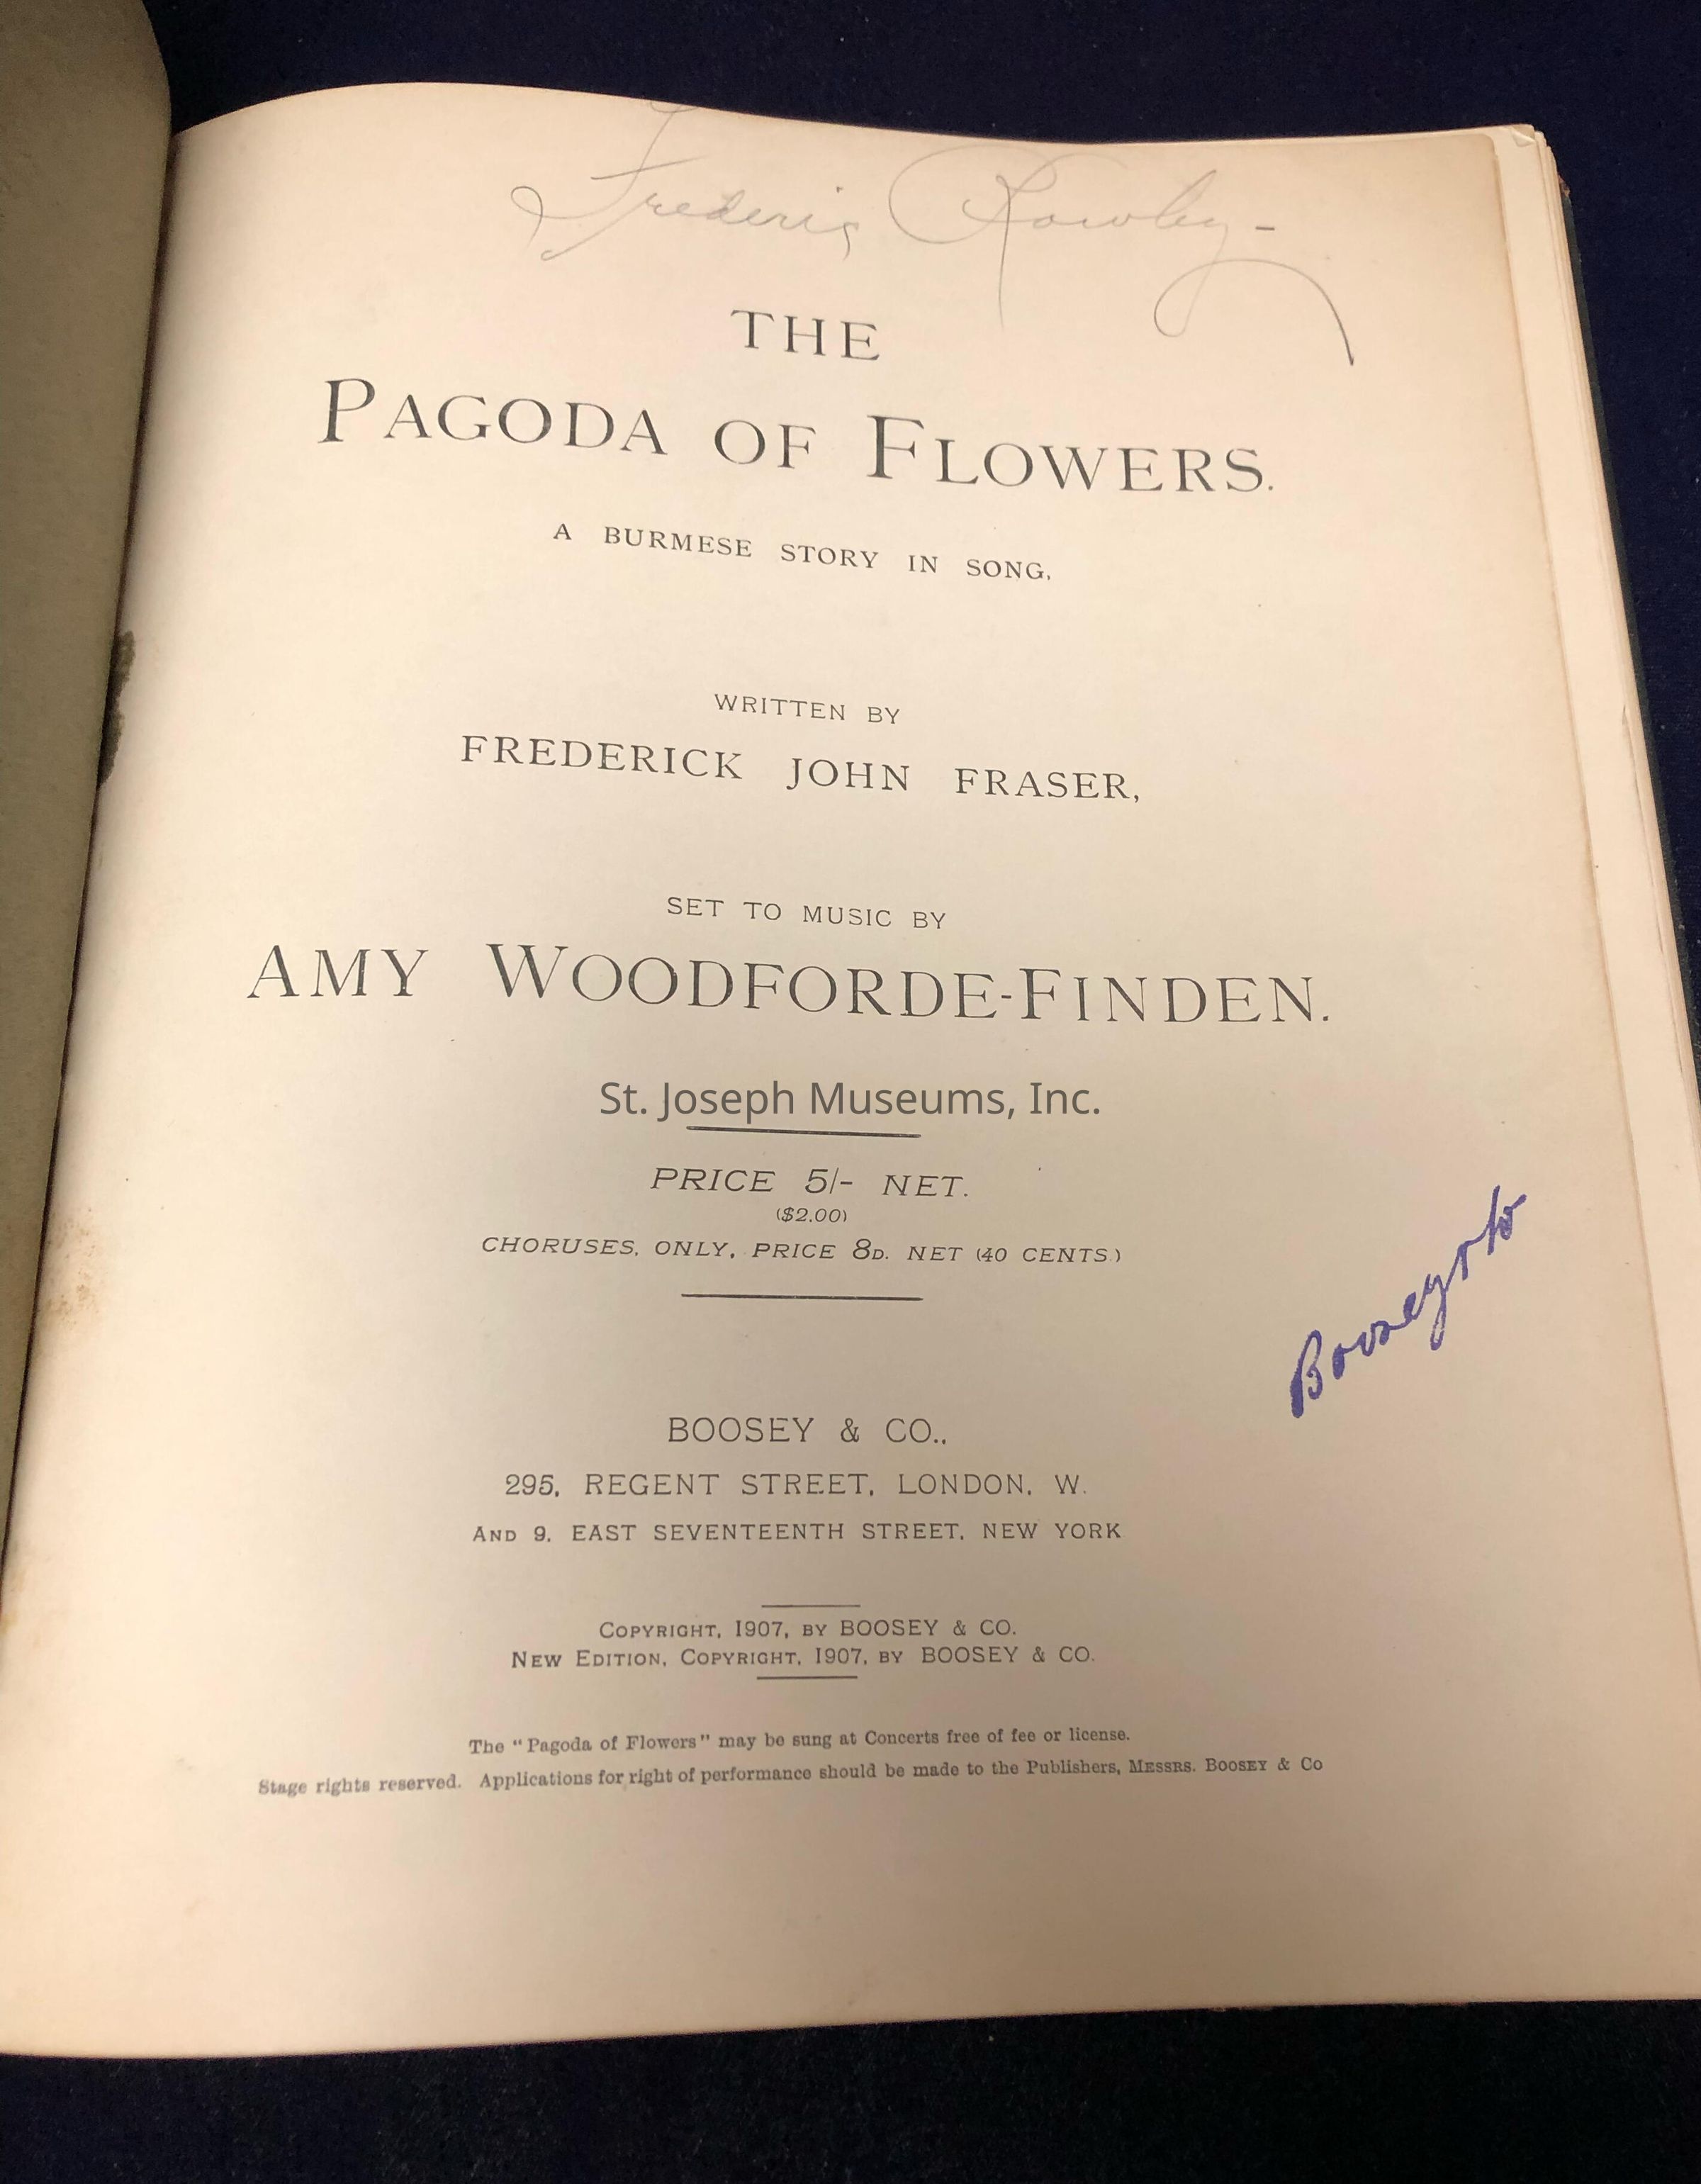 Frederic Rowley-
THE
PAGODA OF FLOWERS.
A BURMESE STORY IN SONG,
WRITTEN BY
FREDERICK JOHN FRASER,
SET TO MUSIC BY
AMY WOODFORDE-FINDEN.
St. Joseph Museums, Inc.
PRICE 5/- NET.
($2.00)
CHORUSES, ONLY, PRICE 8D. NET (40 CENTS.)
Boosey & Co
BOOSEY & CO.,
295, REGENT STREET, LONDON, W.
AND 9, EAST SEVENTEENTH STREET, NEW YORK
COPYRIGHT, 1907, BY BOOSEY & CO.
NEW EDITION, COPYRIGHT, 1907, BY BOOSEY & CO.
The "Pagoda of Flowers" may be sung at Concerts free of fee or license.
Stage rights reserved. Applications for right of performance should be made to the Publishers, MESSRS. BOOSEY & CO